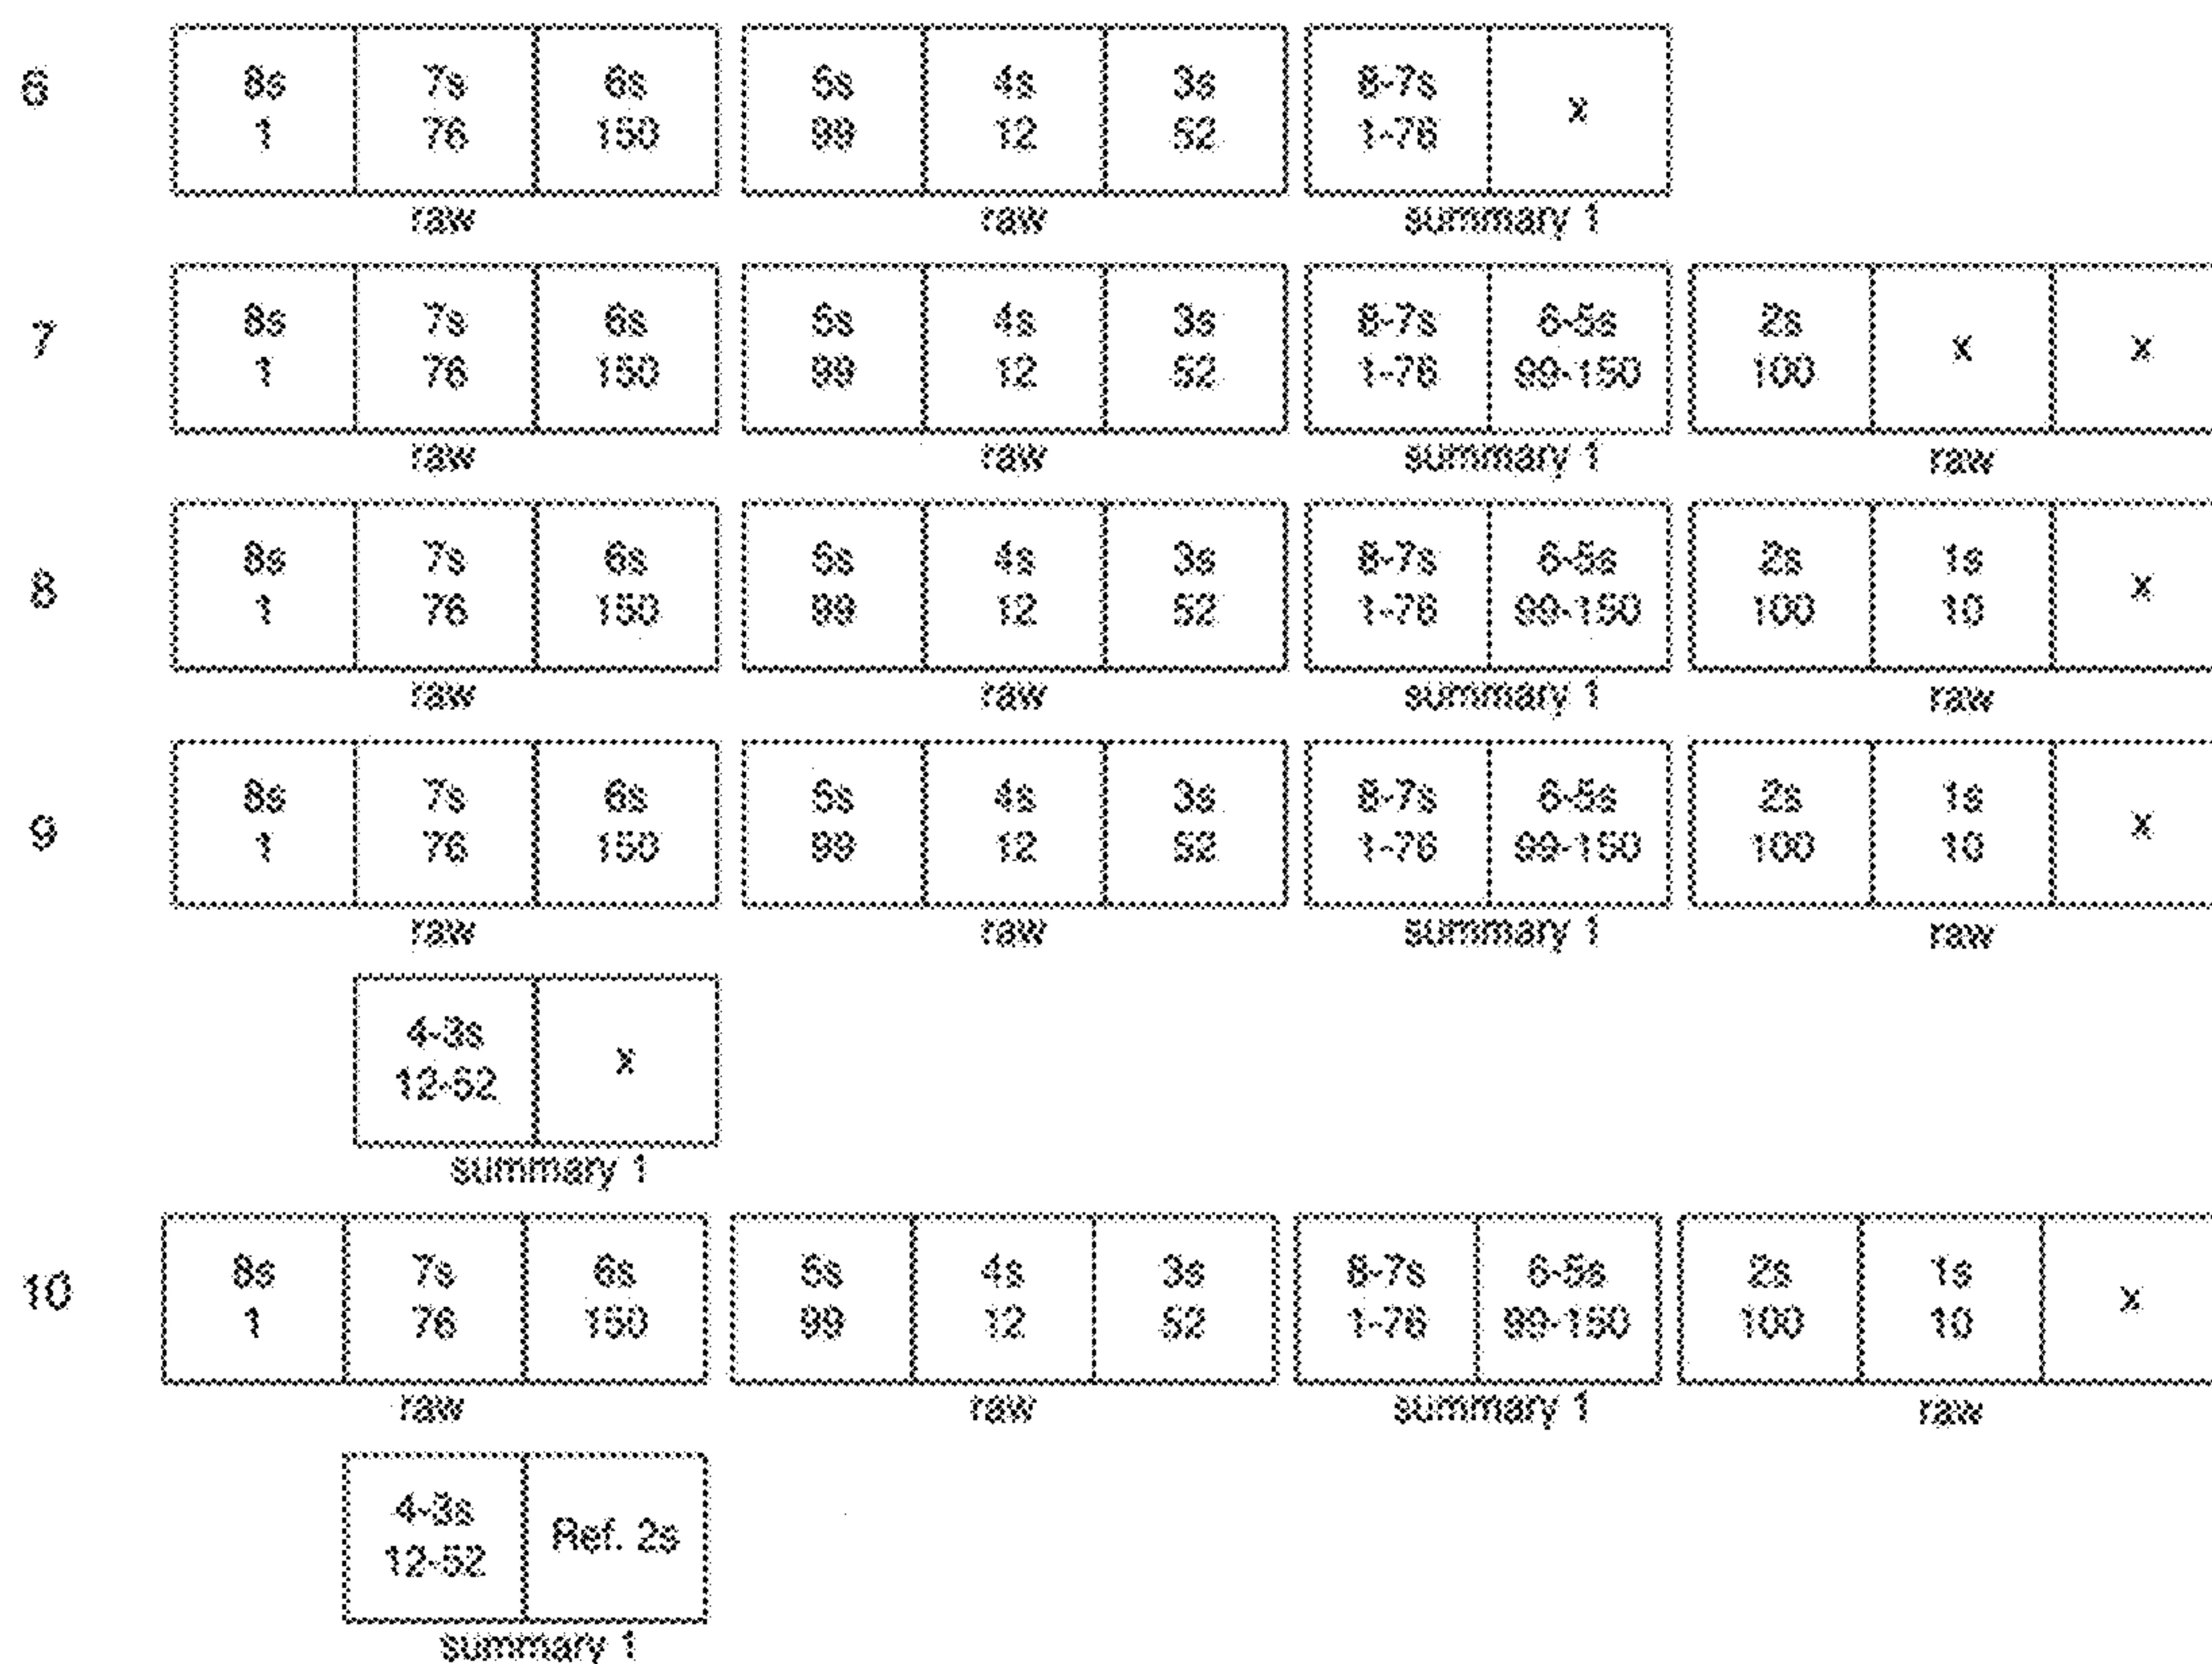 6
8s 7s 6s 5s 4s 3s 8-7s x
1 76 150 99 12 52 1-76
raw raw summary 1
7
8s 7s 6s 5s 4s 3s 8-7s 6-5s 2s x x
1 76 150 99 12 52 1-76 99-150 100
raw raw summary 1 raw
8
8s 7s 6s 5s 4s 3s 8-7s 6-5s 2s 1s x
1 76 150 99 12 52 1-76 99-150 100 10
raw raw summary 1 raw
9
8s 7s 6s 5s 4s 3s 8-7s 6-5s 2s 1s x
1 76 150 99 12 52 1-76 99-150 100 10
raw raw summary 1 raw
4-3s x
12-52
summary 1
10
8s 7s 6s 5s 4s 3s 8-7s 6-5s 2s 1s x
1 76 150 99 12 52 1-76 99-150 100 10
raw raw summary 1 raw
4-3s Ref. 2s
12-52
summary 1